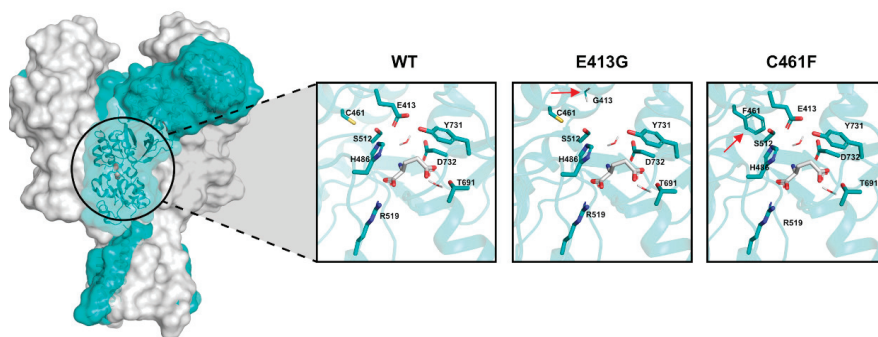 WT
C461
E413
S512
Y731
H486
D732
T691
R519
E413G
G413
C461
S512
Y731
H486
D732
T691
R519
C461F
F461
E413
S512
Y731
D732
H486
T691
R519